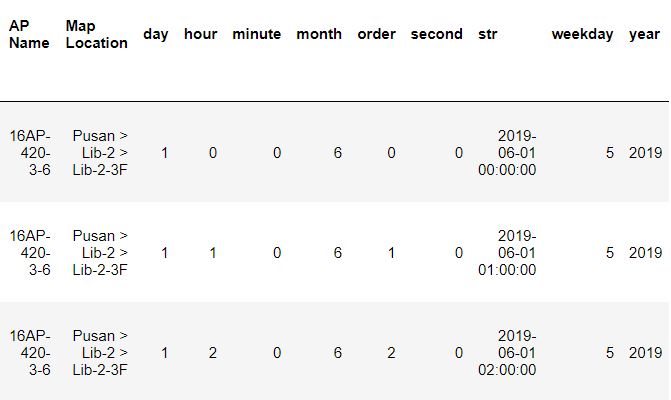 AP Name Map Location day hour minute month order second str weekday year
16AP-420-3-6 Pusan > Lib-2 > Lib-2-3F 1 0 0 6 0 0 2019-06-01 00:00:00 5 2019
16AP-420-3-6 Pusan > Lib-2 > Lib-2-3F 1 1 0 6 1 0 2019-06-01 01:00:00 5 2019
16AP-420-3-6 Pusan > Lib-2 > Lib-2-3F 1 2 0 6 2 0 2019-06-01 02:00:00 5 2019